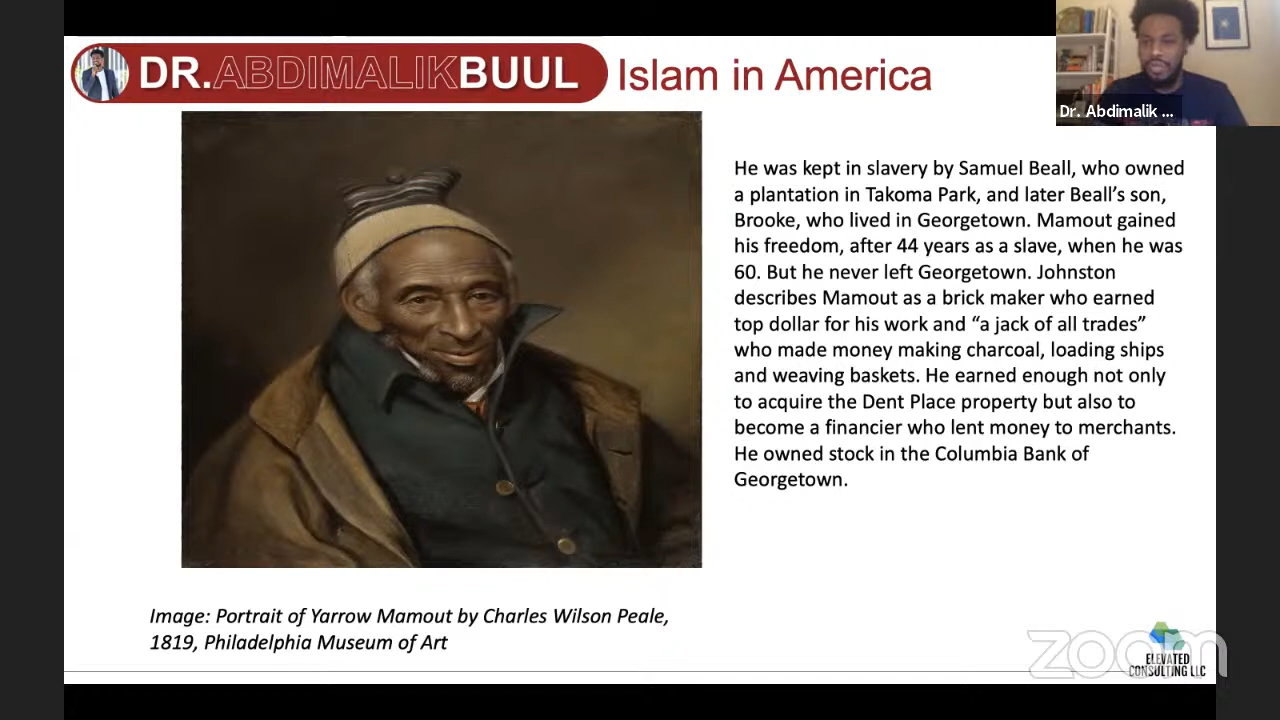 DR.ABDIMALIKBUUL Islam in America
Dr. Abdimalik ...
He was kept in slavery by Samuel Beall, who owned
a plantation in Takoma Park, and later Beall's son,
Brooke, who lived in Georgetown. Mamout gained
his freedom, after 44 years as a slave, when he was
60. But he never left Georgetown. Johnston
describes Mamout as a brick maker who earned
top dollar for his work and “a jack of all trades”
who made money making charcoal, loading ships
and weaving baskets. He earned enough not only
to acquire the Dent Place property but also to
become a financier who lent money to merchants.
He owned stock in the Columbia Bank of
Georgetown.
Image: Portrait of Yarrow Mamout by Charles Wilson Peale,
1819, Philadelphia Museum of Art
zoom
ELEVATED
CONSULTING LLC